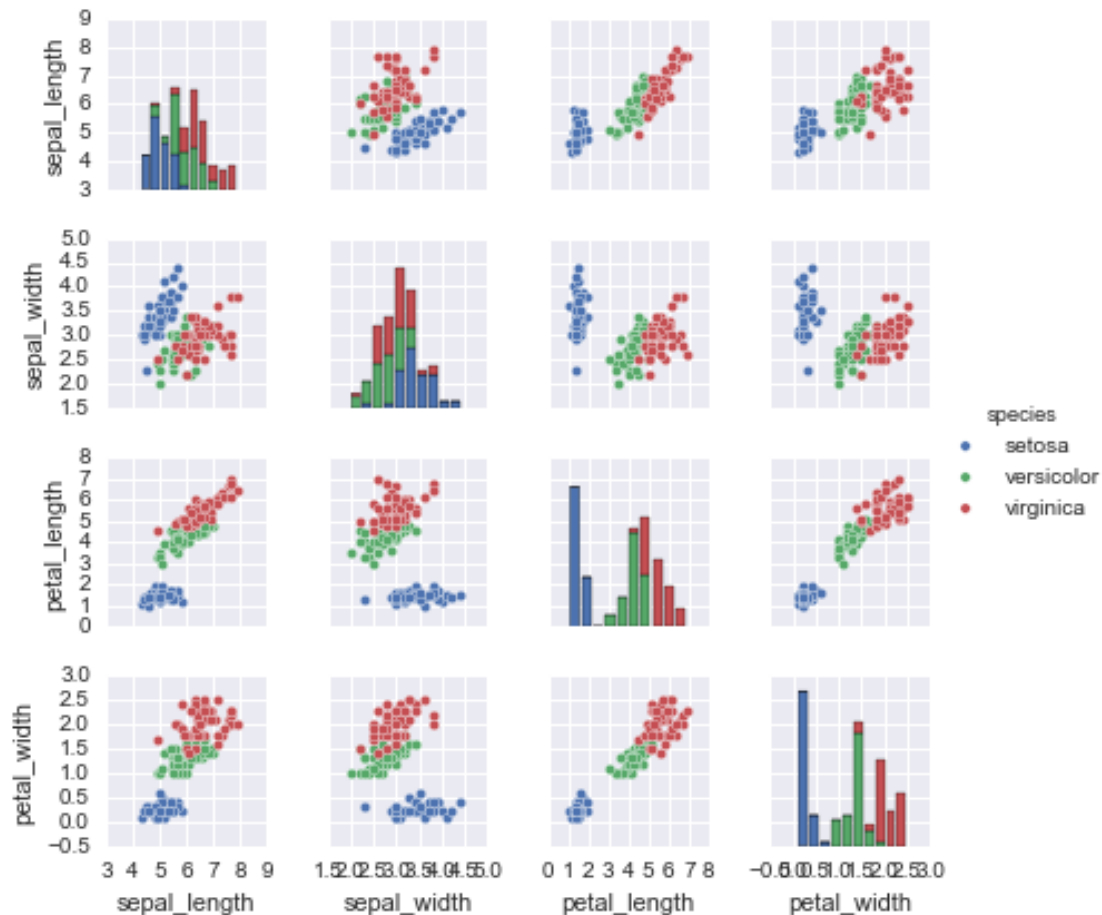 9
8
7
6
5
4
3
sepal_length
5.0
4.5
4.0
3.5
3.0
2.5
2.0
1.5
sepal_width
8
7
6
5
4
3
2
1
0
petal_length
3.0
2.5
2.0
1.5
1.0
0.5
0.0
−0.5
petal_width
3 4 5 6 7 8 9
sepal_length
1.5 2.0 2.5 3.0 3.5 4.0 4.5 5.0
sepal_width
0 1 2 3 4 5 6 7 8
petal_length
−0.5 0.0 0.5 1.0 1.5 2.0 2.5 3.0
petal_width
species
setosa
versicolor
virginica